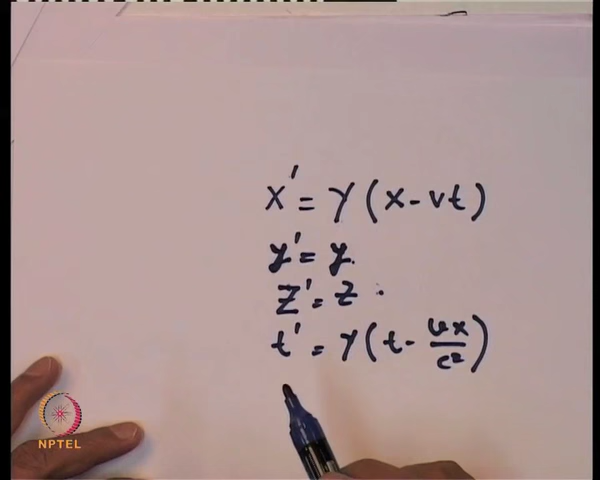 x' = γ(x - vt)
y' = y.
z' = z .
t' = γ(t - vx/c²)
NPTEL